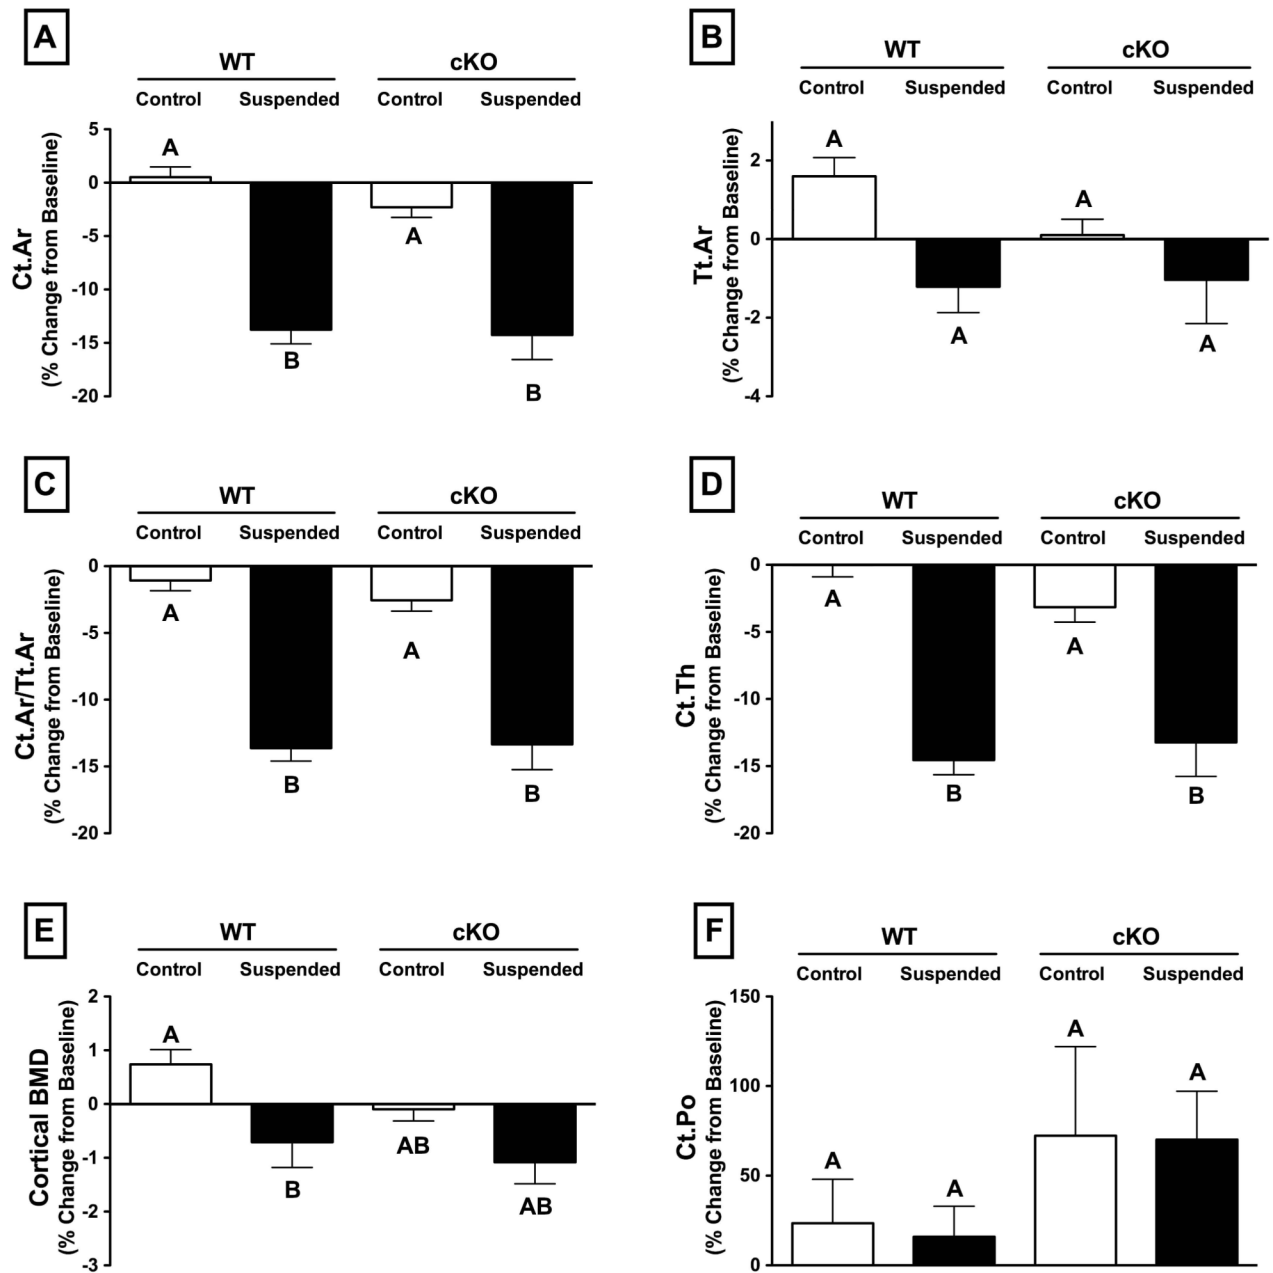 A
WT
cKO
Control
Suspended
Control
Suspended
Ct.Ar
(% Change from Baseline)
5
0
-5
-10
-15
-20
A
B
A
B
B
WT
cKO
Control
Suspended
Control
Suspended
Tt.Ar
(% Change from Baseline)
2
0
-2
-4
A
A
A
A
C
WT
cKO
Control
Suspended
Control
Suspended
Ct.Ar/Tt.Ar
(% Change from Baseline)
0
-5
-10
-15
-20
A
B
A
B
D
WT
cKO
Control
Suspended
Control
Suspended
Ct.Th
(% Change from Baseline)
0
-5
-10
-15
-20
A
B
A
B
E
WT
cKO
Control
Suspended
Control
Suspended
Cortical BMD
(% Change from Baseline)
2
1
0
-1
-2
-3
A
B
AB
AB
F
WT
cKO
Control
Suspended
Control
Suspended
Ct.Po
(% Change from Baseline)
150
100
50
0
A
A
A
A